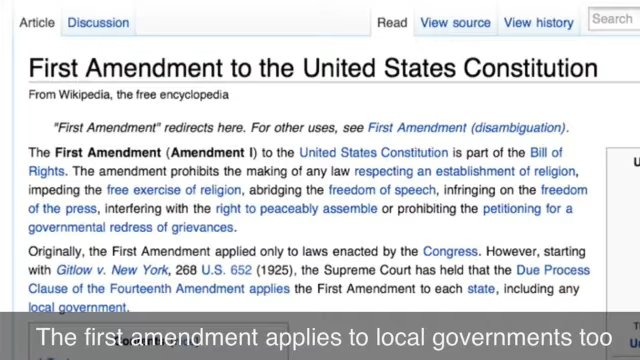 Article Discussion Read View source View history Search
First Amendment to the United States Constitution
From Wikipedia, the free encyclopedia
"First Amendment" redirects here. For other uses, see First Amendment (disambiguation).
The First Amendment (Amendment I) to the United States Constitution is part of the Bill of
Rights. The amendment prohibits the making of any law respecting an establishment of religion,
impeding the free exercise of religion, abridging the freedom of speech, infringing on the freedom
of the press, interfering with the right to peaceably assemble or prohibiting the petitioning for a
governmental redress of grievances.
Originally, the First Amendment applied only to laws enacted by the Congress. However, starting
with Gitlow v. New York, 268 U.S. 652 (1925), the Supreme Court has held that the Due Process
Clause of the Fourteenth Amendment applies the First Amendment to each state, including any
local government.
The first amendment applies to local governments too